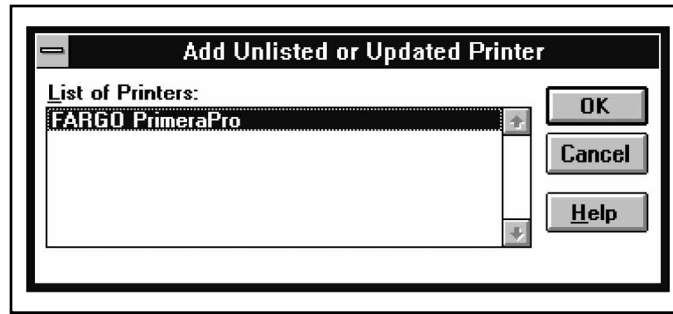 Add Unlisted or Updated Printer
List of Printers:
FARGO PrimeraPro
OK
Cancel
Help